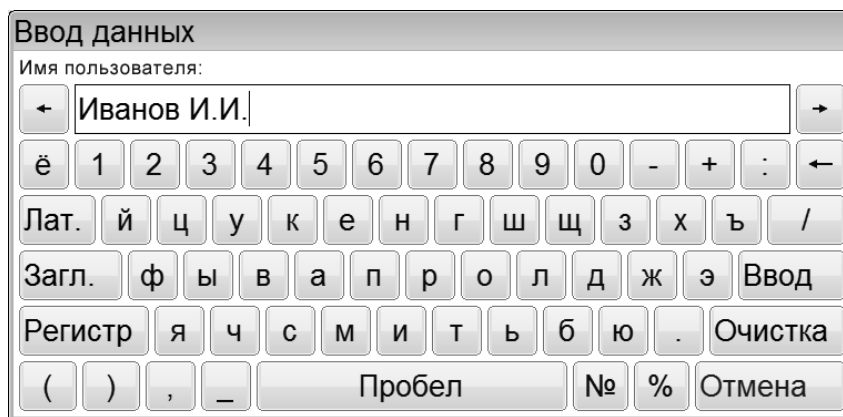 Ввод данных
Имя пользователя:
← Иванов И.И. →
ё 1 2 3 4 5 6 7 8 9 0 - + : ←
Лат. й ц у к е н г ш щ з х ъ /
Загл. ф ы в а п р о л д ж э Ввод
Регистр я ч с м и т ь б ю . Очистка
( ) , _ Пробел № % Отмена